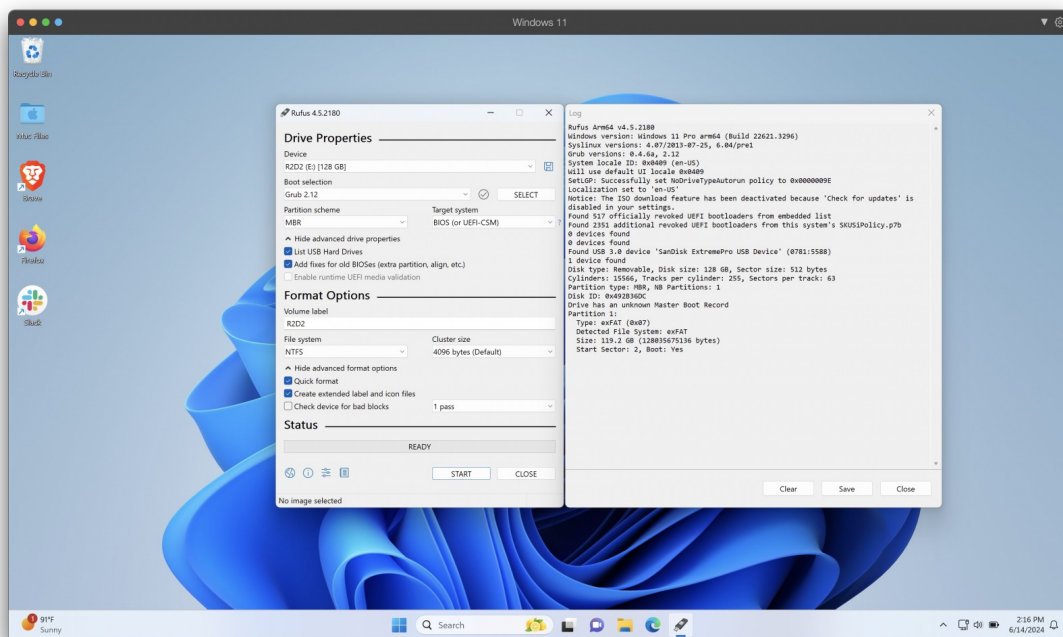 Windows 11
Recycle Bin
Mac Files
Brave
Firefox
Slack
Rufus 4.5.2180
Drive Properties
Device
R2D2 (E:) [128 GB]
Boot selection
Grub 2.12
SELECT
Partition scheme
Target system
MBR
BIOS (or UEFI-CSM)
?
Hide advanced drive properties
List USB Hard Drives
Add fixes for old BIOSes (extra partition, align, etc.)
Enable runtime UEFI media validation
Format Options
Volume label
R2D2
File system
Cluster size
NTFS
4096 bytes (Default)
Hide advanced format options
Quick format
Create extended label and icon files
Check device for bad blocks
1 pass
Status
READY
START
CLOSE
No image selected
Log
Rufus Arm64 v4.5.2180
Windows version: Windows 11 Pro arm64 (Build 22621.3296)
Syslinux versions: 4.07/2013-07-25, 6.04/pre1
Grub versions: 0.4.6a, 2.12
System locale ID: 0x0409 (en-US)
Will use default UI locale 0x0409
SetLGP: Successfully set NoDriveTypeAutorun policy to 0x0000009E
Localization set to 'en-US'
Notice: The ISO download feature has been deactivated because 'Check for updates' is
disabled in your settings.
Found 517 officially revoked UEFI bootloaders from embedded list
Found 2351 additional revoked UEFI bootloaders from this system's SKUSiPolicy.p7b
0 devices found
0 devices found
Found USB 3.0 device 'SanDisk ExtremePro USB Device' (0781:5588)
1 device found
Disk type: Removable, Disk size: 128 GB, Sector size: 512 bytes
Cylinders: 15566, Tracks per cylinder: 255, Sectors per track: 63
Partition type: MBR, NB Partitions: 1
Disk ID: 0x492B36DC
Drive has an unknown Master Boot Record
Partition 1:
Type: exFAT (0x07)
Detected File System: exFAT
Size: 119.2 GB (128035675136 bytes)
Start Sector: 2, Boot: Yes
Clear
Save
Close
1
91°F
Sunny
Search
2:16 PM
6/14/2024